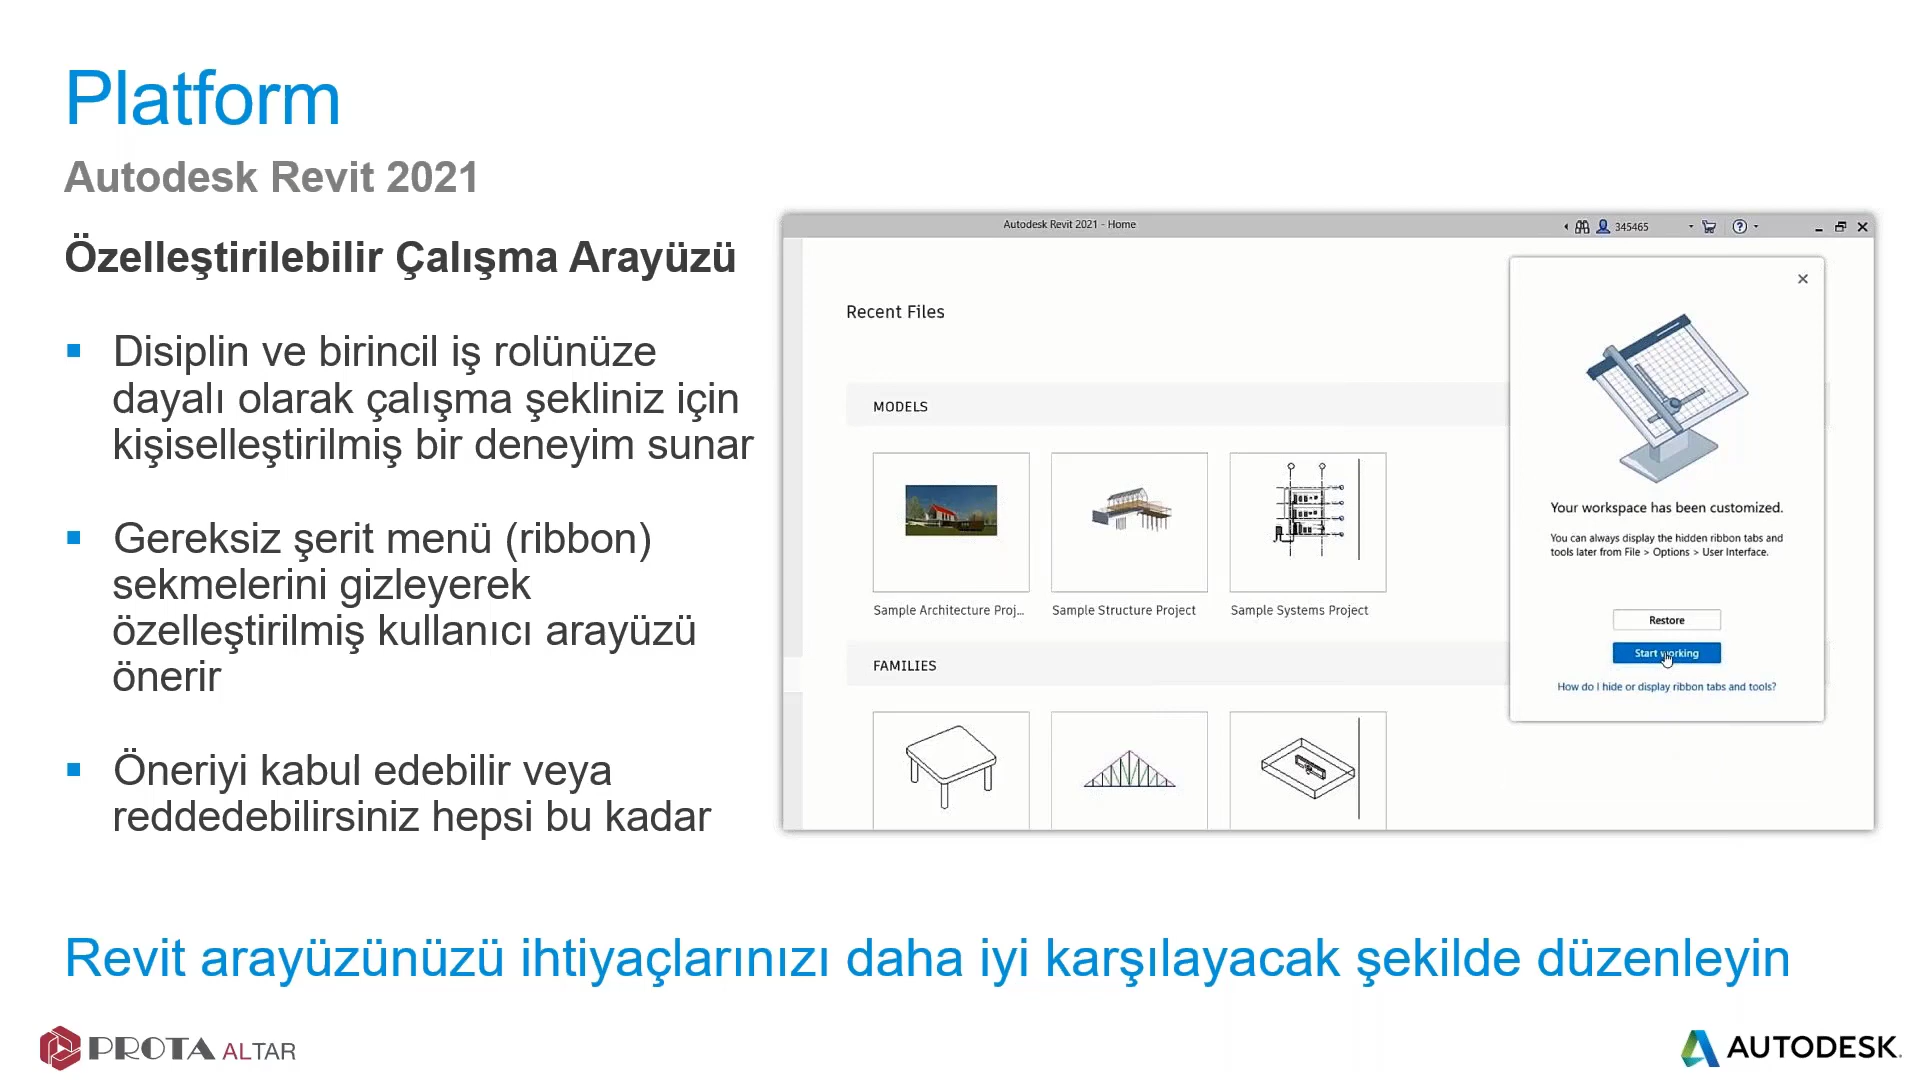 Platform
Autodesk Revit 2021
Özelleştirilebilir Çalışma Arayüzü
▪ Disiplin ve birincil iş rolünüze
dayalı olarak çalışma şekliniz için
kişiselleştirilmiş bir deneyim sunar
▪ Gereksiz şerit menü (ribbon)
sekmelerini gizleyerek
özelleştirilmiş kullanıcı arayüzü
önerir
▪ Öneriyi kabul edebilir veya
reddedebilirsiniz hepsi bu kadar
Autodesk Revit 2021 - Home
345465
Recent Files
MODELS
Sample Architecture Proj...
Sample Structure Project
Sample Systems Project
FAMILIES
Your workspace has been customized.
You can always display the hidden ribbon tabs and
tools later from File > Options > User Interface.
Restore
Start working
How do I hide or display ribbon tabs and tools?
Revit arayüzünüzü ihtiyaçlarınızı daha iyi karşılayacak şekilde düzenleyin
PROTA ALTAR
AUTODESK.